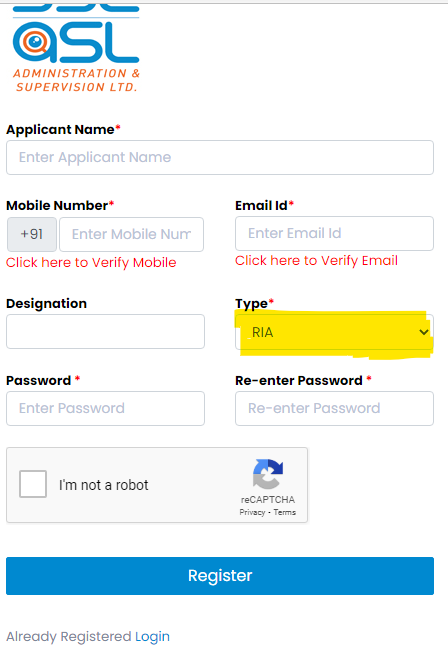 asl
ADMINISTRATION &
SUPERVISION LTD.
Applicant Name*
Enter Applicant Name
Mobile Number* Email Id*
+91 Enter Mobile Num Enter Email Id
Click here to Verify Mobile Click here to Verify Email
Designation Type*
RIA
Password * Re-enter Password *
Enter Password Re-enter Password
I'm not a robot
reCAPTCHA
Privacy - Terms
Register
Already Registered Login